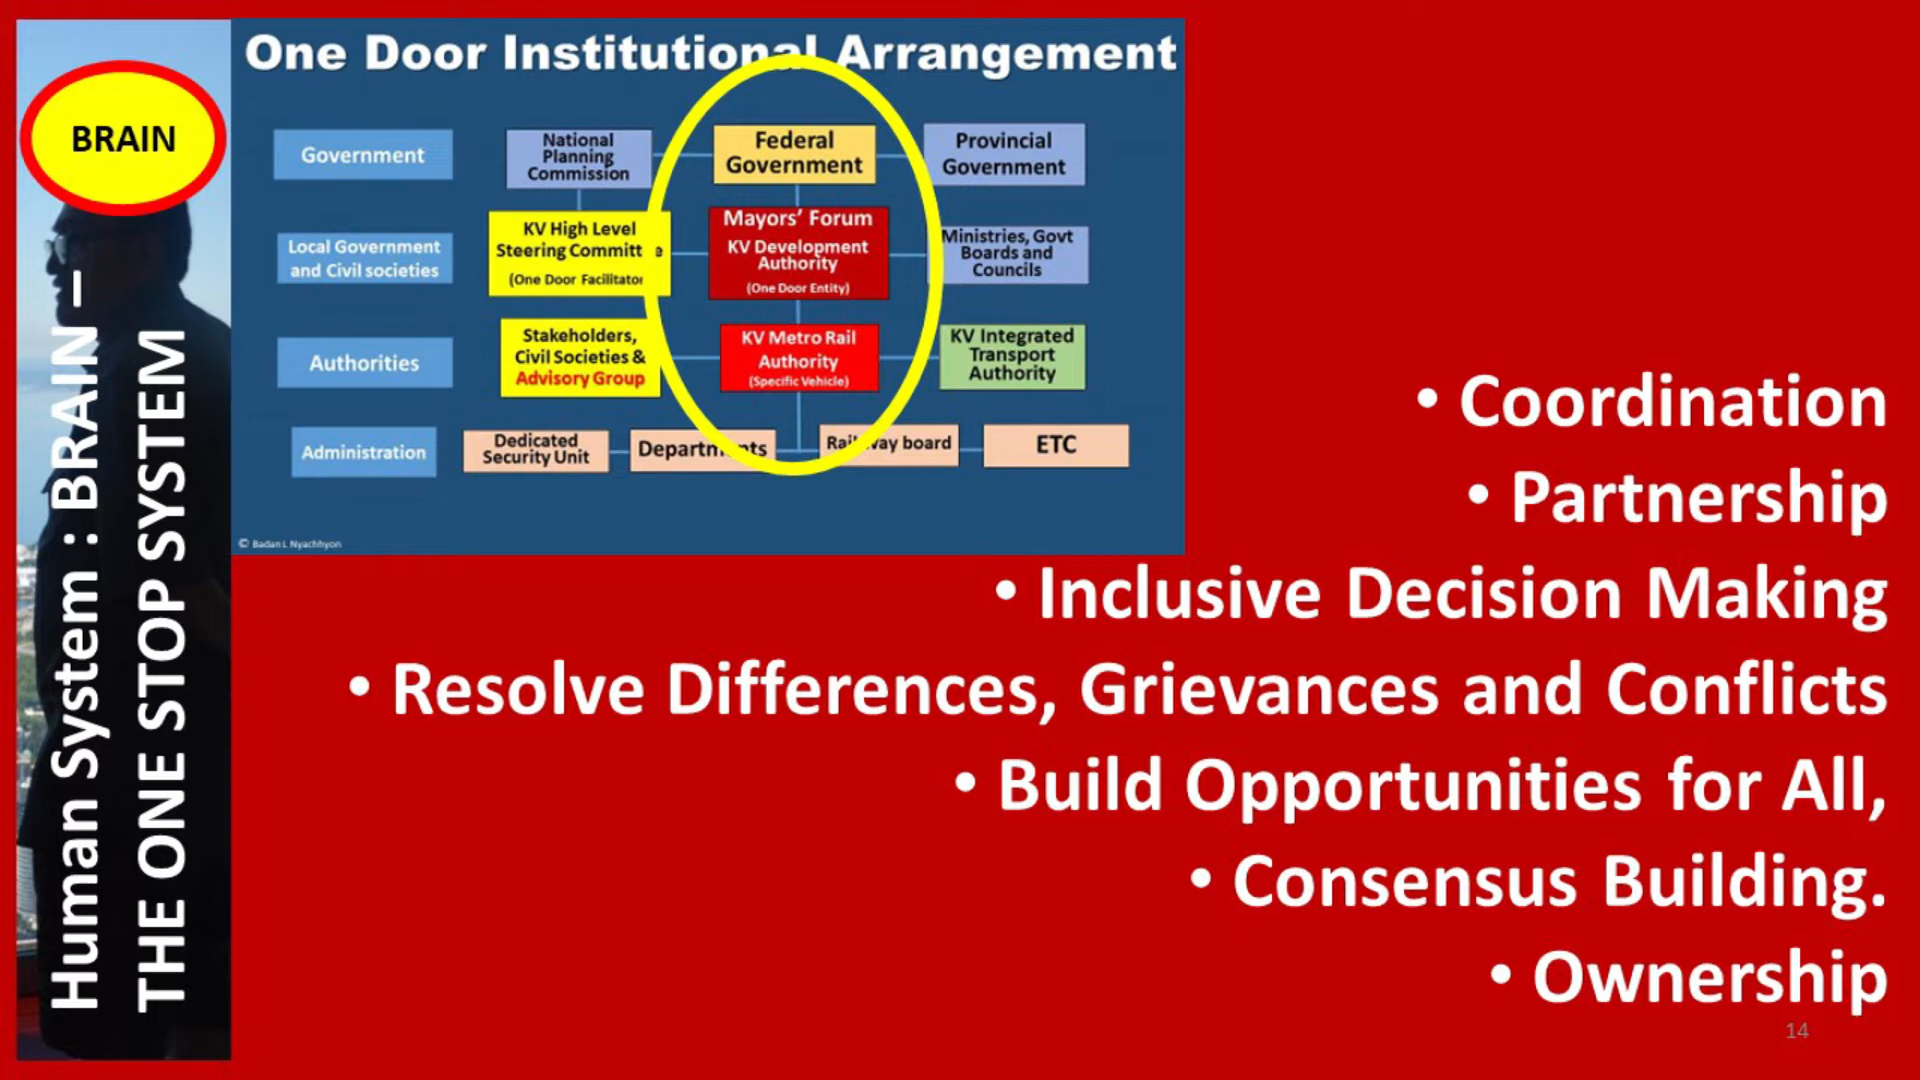 BRAIN
Human System : BRAIN –
THE ONE STOP SYSTEM
One Door Institutional Arrangement
Government
National
Planning
Commission
Federal
Government
Provincial
Government
Local Government
and Civil societies
KV High Level
Steering Committ e
(One Door Facilitator
Mayors' Forum
KV Development
Authority
(One Door Entity)
Ministries, Govt
Boards and
Councils
Authorities
Stakeholders,
Civil Societies &
Advisory Group
KV Metro Rail
Authority
(Specific Vehicle)
KV Integrated
Transport
Authority
Administration
Dedicated
Security Unit
Departments
Railway board
ETC
© Badan L Nyachhyon
• Coordination
• Partnership
• Inclusive Decision Making
• Resolve Differences, Grievances and Conflicts
• Build Opportunities for All,
• Consensus Building.
• Ownership
14